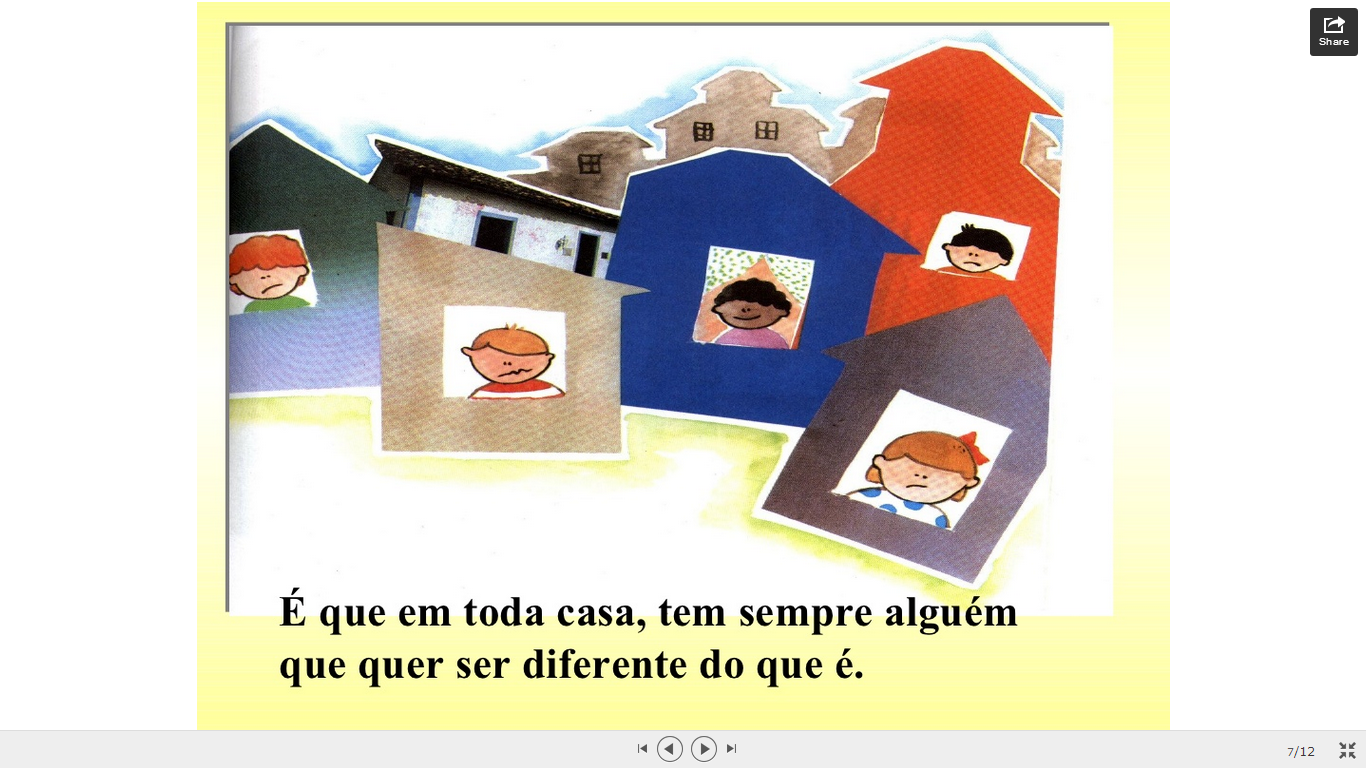 Share
É que em toda casa, tem sempre alguém
que quer ser diferente do que é.
7/12